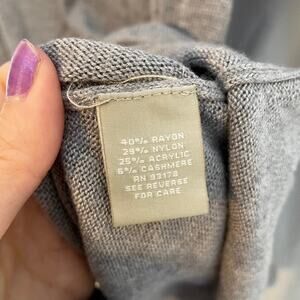 40% RAYON
29% NYLON
25% ACRYLIC
6% CASHMERE
RN 93178
SEE REVERSE
FOR CARE